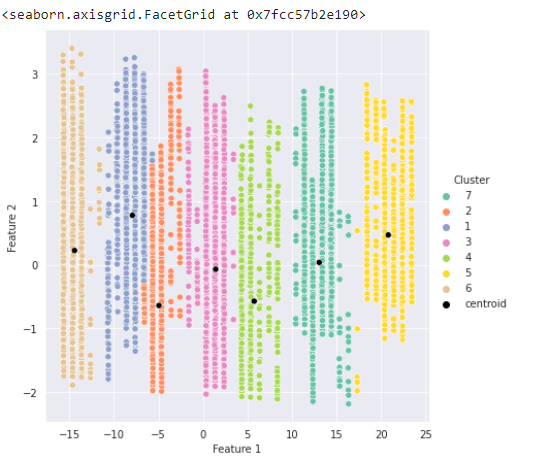 <seaborn.axisgrid.FacetGrid at 0x7fcc57b2e190>
3
2
1
0
−1
−2
Feature 2
−15 −10 −5 0 5 10 15 20 25
Feature 1
Cluster
7
2
1
3
4
5
6
centroid